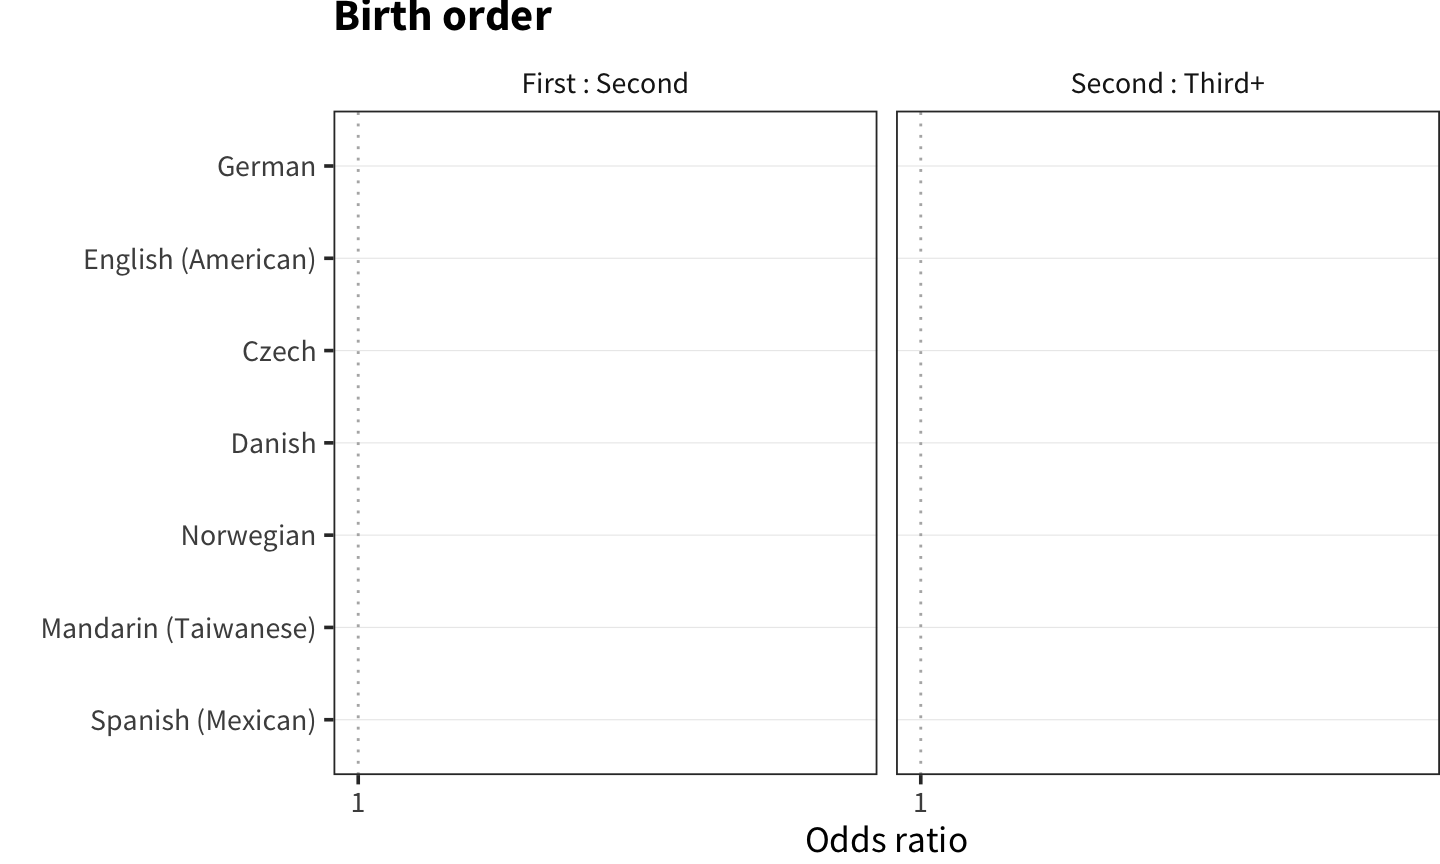 Birth order
First : Second
Second : Third+
German
English (American)
Czech
Danish
Norwegian
Mandarin (Taiwanese)
Spanish (Mexican)
1
1
Odds ratio